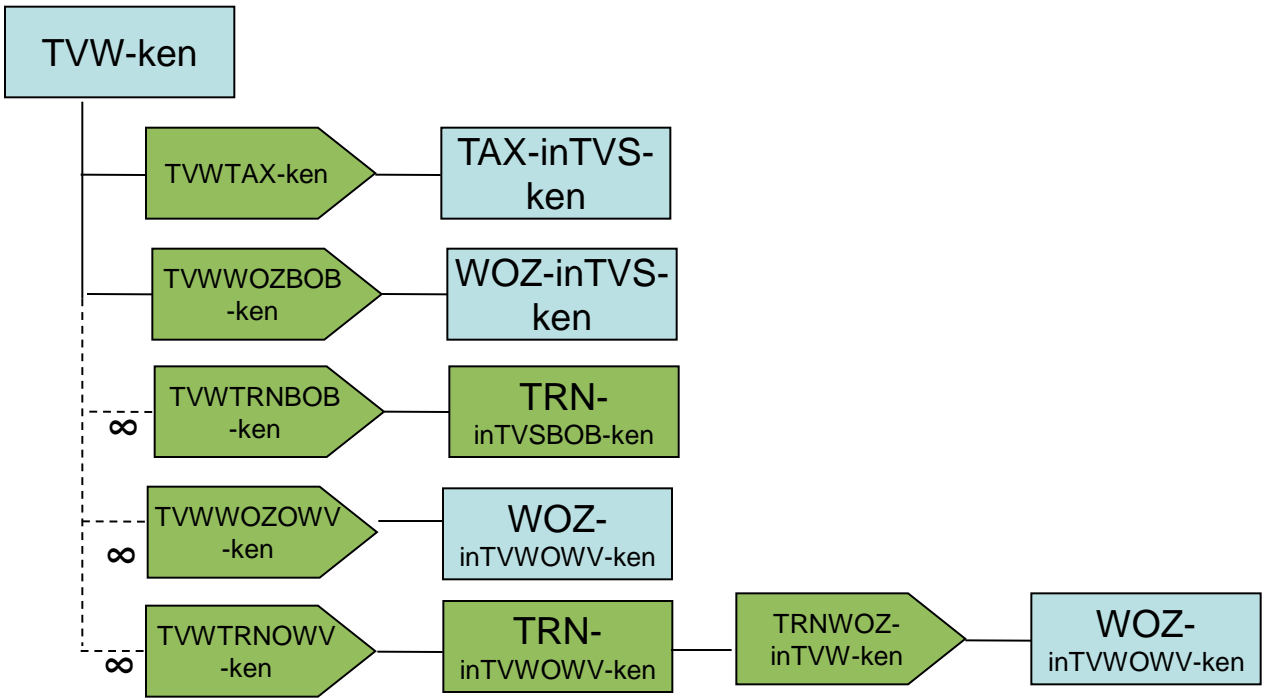 TVW-ken
TVWTAX-ken
TAX-inTVS-
ken
TVWWOZBOB
-ken
WOZ-inTVS-
ken
TVWTRNBOB
-ken
TRN-
inTVSBOB-ken
∞
TVWWOZOWV
-ken
WOZ-
inTVWOWV-ken
∞
TVWTRNOWV
-ken
TRN-
inTVWOWV-ken
TRNWOZ-
inTVW-ken
WOZ-
inTVWOWV-ken
∞